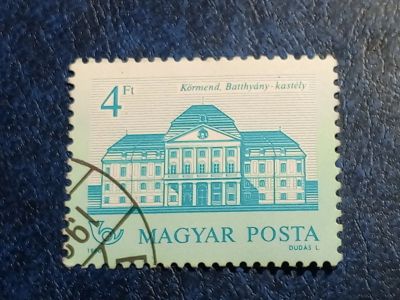 4 Ft
Körmend, Batthyány-kastély
MAGYAR POSTA
DUDÁS L.